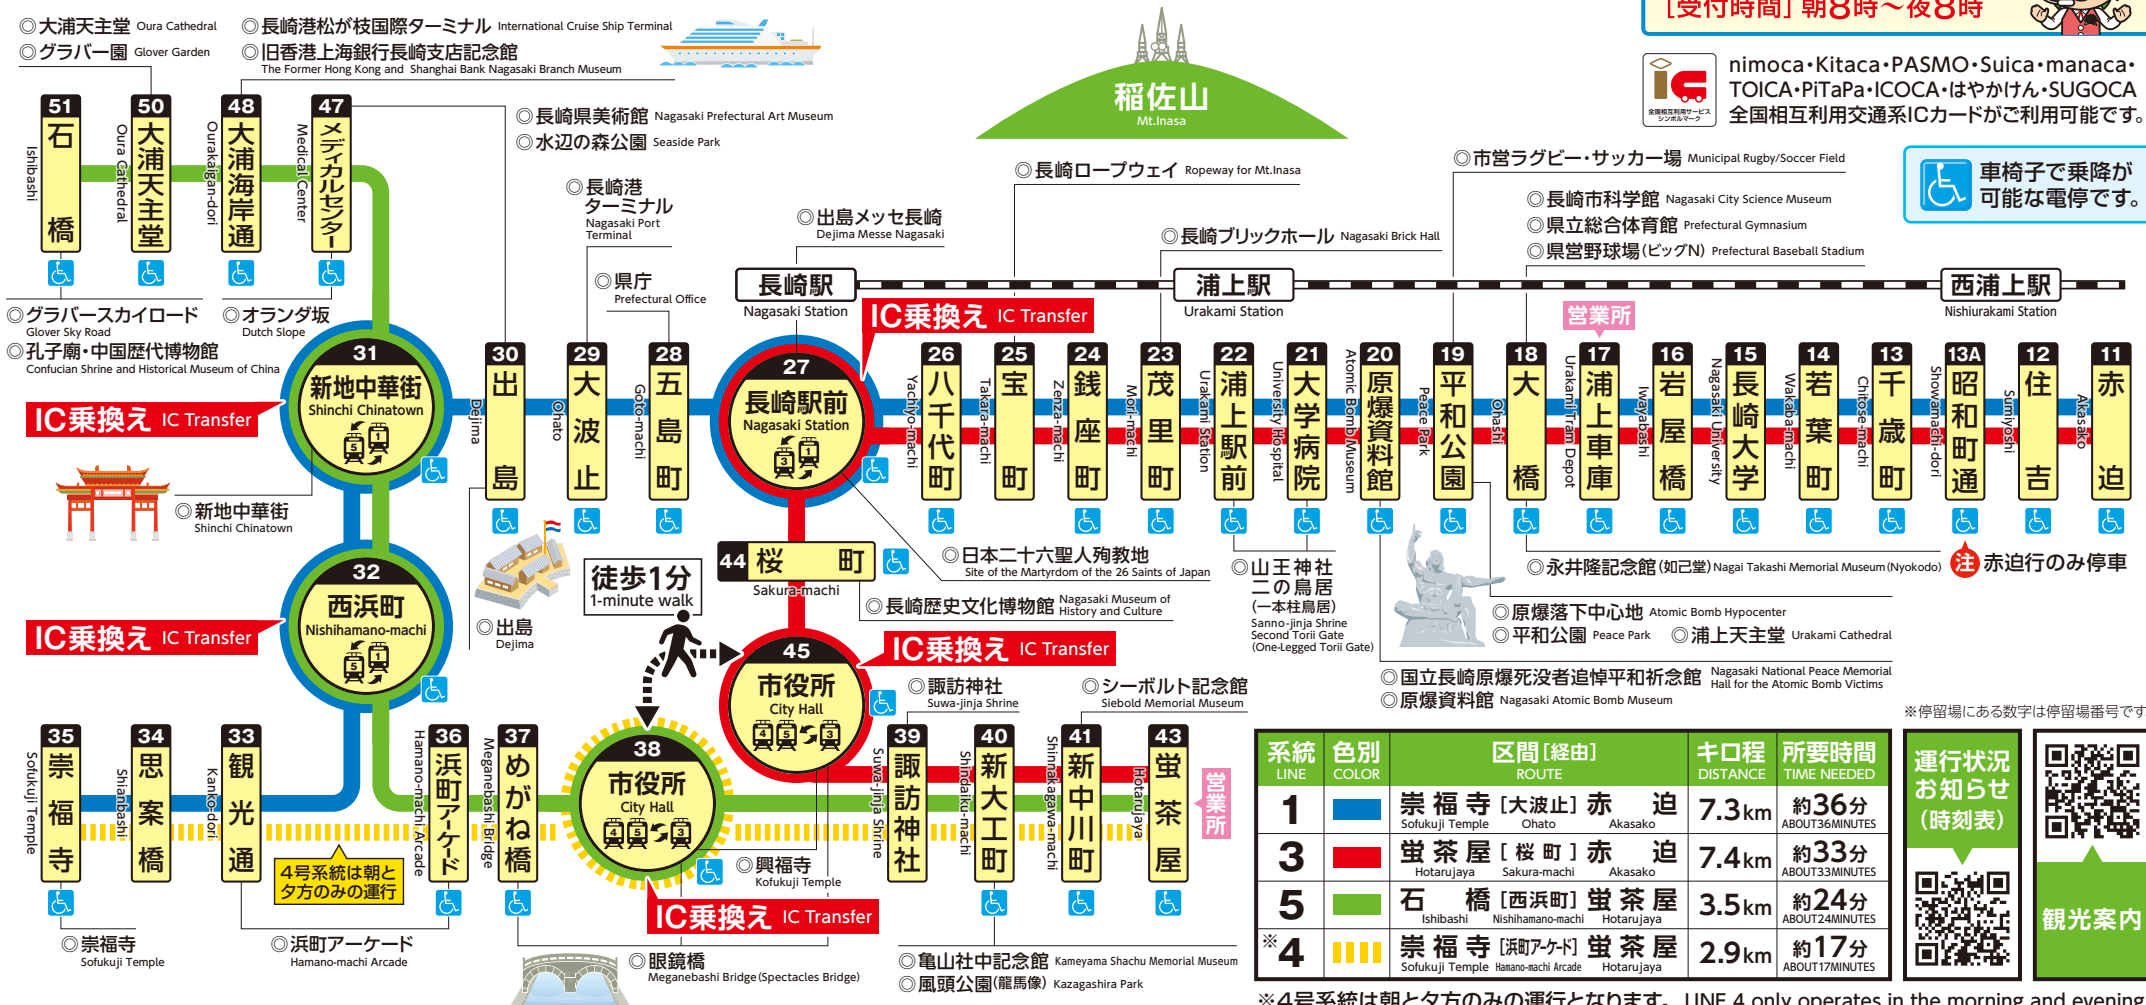 [受付時間] 朝8時〜夜8時
nimoca・Kitaca・PASMO・Suica・manaca・
TOICA・PiTaPa・ICOCA・はやかけん・SUGOCA
全国相互利用交通系ICカードがご利用可能です。
IC
全国相互利用サービス
シンボルマーク
車椅子で乗降が
可能な電停です。
◎大浦天主堂 Oura Cathedral
◎グラバー園 Glover Garden
◎長崎港松が枝国際ターミナル International Cruise Ship Terminal
◎旧香港上海銀行長崎支店記念館
The Former Hong Kong and Shanghai Bank Nagasaki Branch Museum
稲佐山
Mt.Inasa
51 石橋 Ishibashi
50 大浦天主堂 Oura Cathedral
48 大浦海岸通 Ourakaigan-dori
47 メディカルセンター Medical Center
◎長崎県美術館 Nagasaki Prefectural Art Museum
◎水辺の森公園 Seaside Park
◎長崎港
ターミナル
Nagasaki Port
Terminal
◎県庁
Prefectural Office
◎出島メッセ長崎
Dejima Messe Nagasaki
◎長崎ロープウェイ Ropeway for Mt.Inasa
◎長崎ブリックホール Nagasaki Brick Hall
◎市営ラグビー・サッカー場 Municipal Rugby/Soccer Field
◎長崎市科学館 Nagasaki City Science Museum
◎県立総合体育館 Prefectural Gymnasium
◎県営野球場(ビッグN) Prefectural Baseball Stadium
長崎駅
Nagasaki Station
浦上駅
Urakami Station
西浦上駅
Nishiurakami Station
◎グラバースカイロード
Glover Sky Road
◎孔子廟・中国歴代博物館
Confucian Shrine and Historical Museum of China
◎オランダ坂
Dutch Slope
IC乗換え IC Transfer
31
新地中華街
Shinchi Chinatown
5 1
IC乗換え IC Transfer
◎新地中華街
Shinchi Chinatown
30 出島 Dejima
29 大波止 Ohato
28 五島町 Goto-machi
27
長崎駅前
Nagasaki Station
3 1
26 八千代町 Yachiyo-machi
25 宝町 Takara-machi
24 銭座町 Zenza-machi
23 茂里町 Mori-machi
22 浦上駅前 Urakami Station
21 大学病院 University Hospital
20 原爆資料館 Atomic Bomb Museum
19 平和公園 Peace Park
18 大橋 Ohashi
営業所
17 浦上車庫 Urakami Tram Depot
16 岩屋橋 Iwayabashi
15 長崎大学 Nagasaki University
14 若葉町 Wakaba-machi
13 千歳町 Chitose-machi
13A 昭和町通 Showamachi-dori
12 住吉 Sumiyoshi
11 赤迫 Akasako
注 赤迫行のみ停車
32
西浜町
Nishihamano-machi
5 1
IC乗換え IC Transfer
◎出島
Dejima
徒歩1分
1-minute walk
44 桜町
Sakura-machi
◎日本二十六聖人殉教地
Site of the Martyrdom of the 26 Saints of Japan
◎長崎歴史文化博物館 Nagasaki Museum of
History and Culture
◎山王神社
二の鳥居
(一本柱鳥居)
Sanno-jinja Shrine
Second Torii Gate
(One-Legged Torii Gate)
◎永井隆記念館(如己堂) Nagai Takashi Memorial Museum (Nyokodo)
◎原爆落下中心地 Atomic Bomb Hypocenter
◎平和公園 Peace Park ◎浦上天主堂 Urakami Cathedral
◎国立長崎原爆死没者追悼平和祈念館 Nagasaki National Peace Memorial
Hall for the Atomic Bomb Victims
◎原爆資料館 Nagasaki Atomic Bomb Museum
IC乗換え IC Transfer
45
市役所
City Hall
4 5 3
◎諏訪神社
Suwa-jinja Shrine
◎シーボルト記念館
Siebold Memorial Museum
35 崇福寺 Sofukuji Temple
34 思案橋 Shianbashi
33 観光通 Kanko-dori
36 浜町アーケード Hamano-machi Arcade
37 めがね橋 Meganebashi Bridge
38
市役所
City Hall
4 5 3
39 諏訪神社 Suwa-jinja Shrine
40 新大工町 Shindaiku-machi
41 新中川町 Shinnakagawa-machi
43 蛍茶屋 Hotarujaya
営業所
4号系統は朝と
夕方のみの運行
IC乗換え IC Transfer
◎興福寺
Kofukuji Temple
◎崇福寺
Sofukuji Temple
◎浜町アーケード
Hamano-machi Arcade
◎眼鏡橋
Meganebashi Bridge (Spectacles Bridge)
◎亀山社中記念館 Kameyama Shachu Memorial Museum
◎風頭公園(龍馬像) Kazagashira Park
※停留場にある数字は停留場番号です
系統 色別 区間[経由] キロ程 所要時間
LINE COLOR ROUTE DISTANCE TIME NEEDED
1 崇福寺 [大波止] 赤迫 7.3km 約36分
Sofukuji Temple Ohato Akasako ABOUT36MINUTES
3 蛍茶屋 [桜町] 赤迫 7.4km 約33分
Hotarujaya Sakura-machi Akasako ABOUT33MINUTES
5 石橋 [西浜町] 蛍茶屋 3.5km 約24分
Ishibashi Nishihamano-machi Hotarujaya ABOUT24MINUTES
※4 崇福寺 [浜町アーケード] 蛍茶屋 2.9km 約17分
Sofukuji Temple Hamano-machi Arcade Hotarujaya ABOUT17MINUTES
運行状況
お知らせ
(時刻表)
観光案内
※4号系統は朝と夕方のみの運行となります。 LINE 4 only operates in the morning and evening